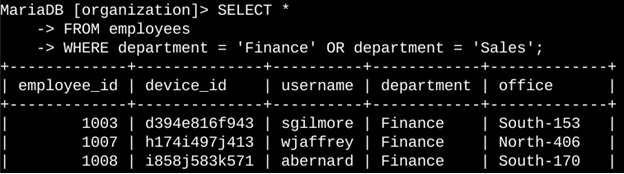 MariaDB [organization]> SELECT *
    -> FROM employees
    -> WHERE department = 'Finance' OR department = 'Sales';
+-------------+--------------+----------+------------+-------------+
| employee_id | device_id    | username | department | office      |
+-------------+--------------+----------+------------+-------------+
|        1003 | d394e816f943 | sgilmore | Finance    | South-153   |
|        1007 | h174i497j413 | wjaffrey | Finance    | North-406   |
|        1008 | i858j583k571 | abernard | Finance    | South-170   |